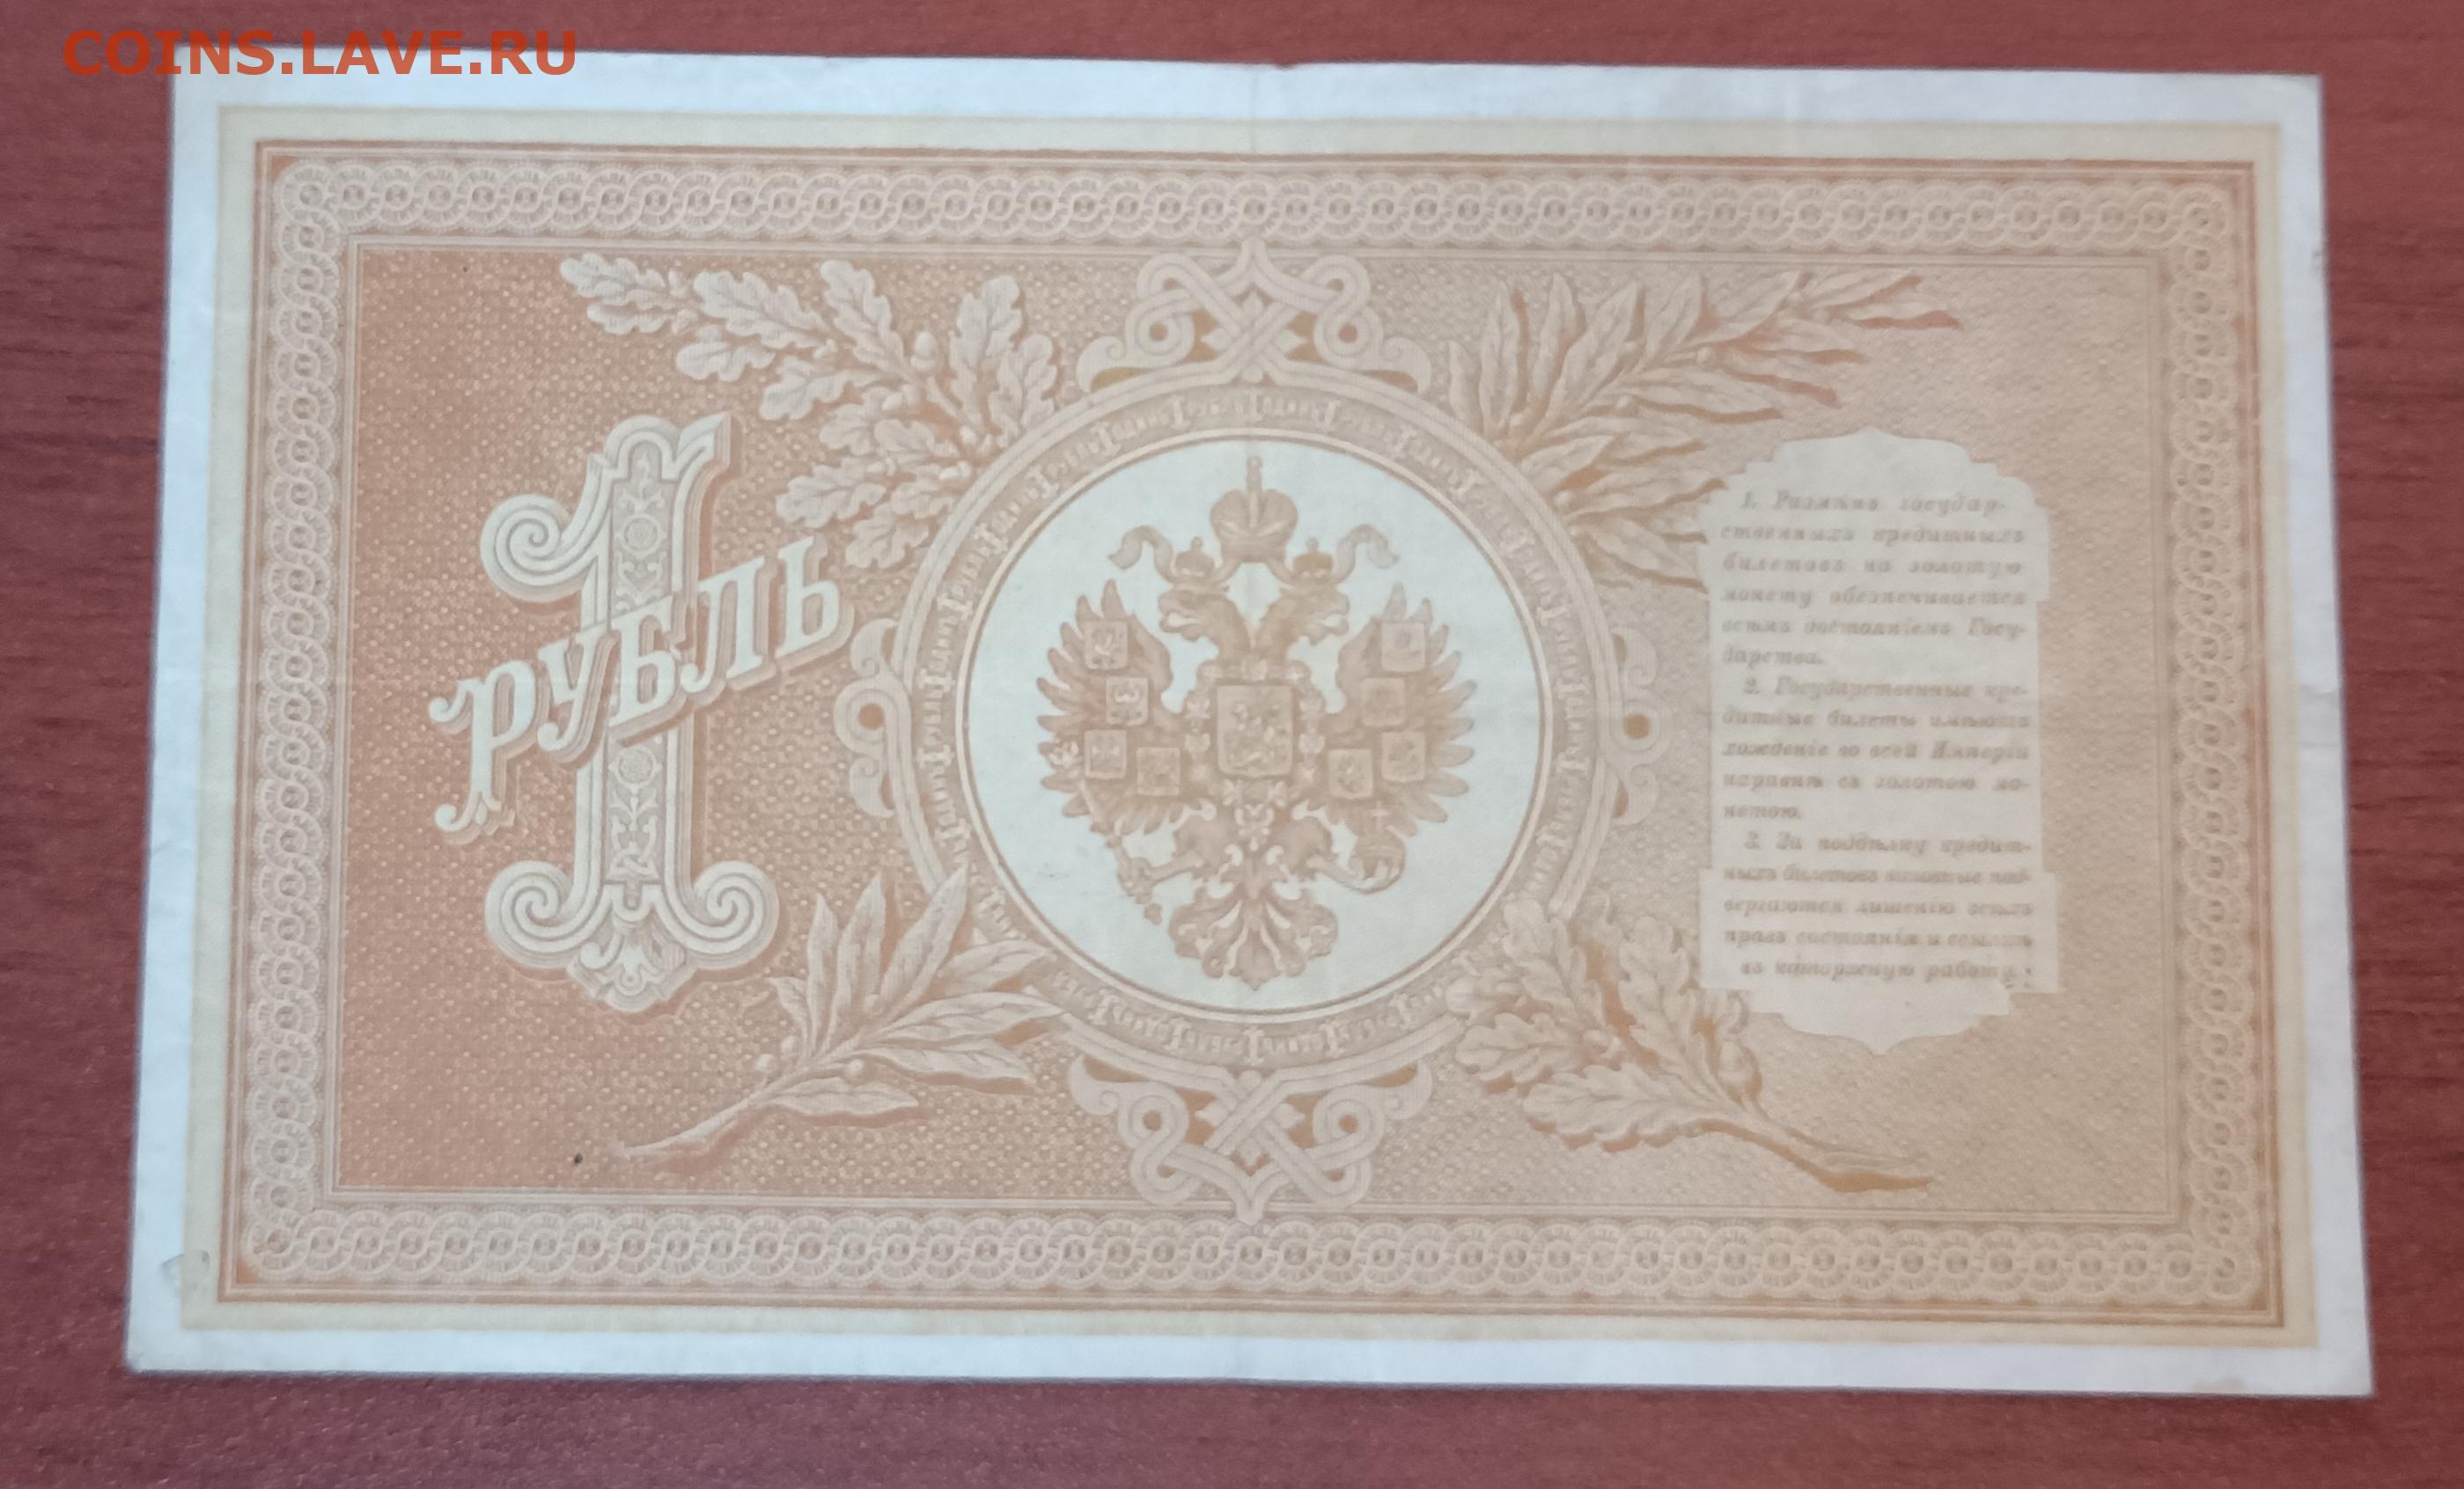 COINS.LAVE.RU
1
рубль
1. Размѣнъ государ-
ственныхъ кредитныхъ
билетовъ на золотую
монету обезпечивается
всѣмъ достояніемъ Госу-
дарства.
2. Государственные кре-
дитные билеты имѣютъ
хожденіе во всей Имперіи
наравнѣ съ золотою мо-
нетою.
3. За поддѣлку кредит-
ныхъ билетовъ виновные под-
вергаются лишенію всѣхъ
правъ состоянія и ссылкѣ
въ каторжную работу.